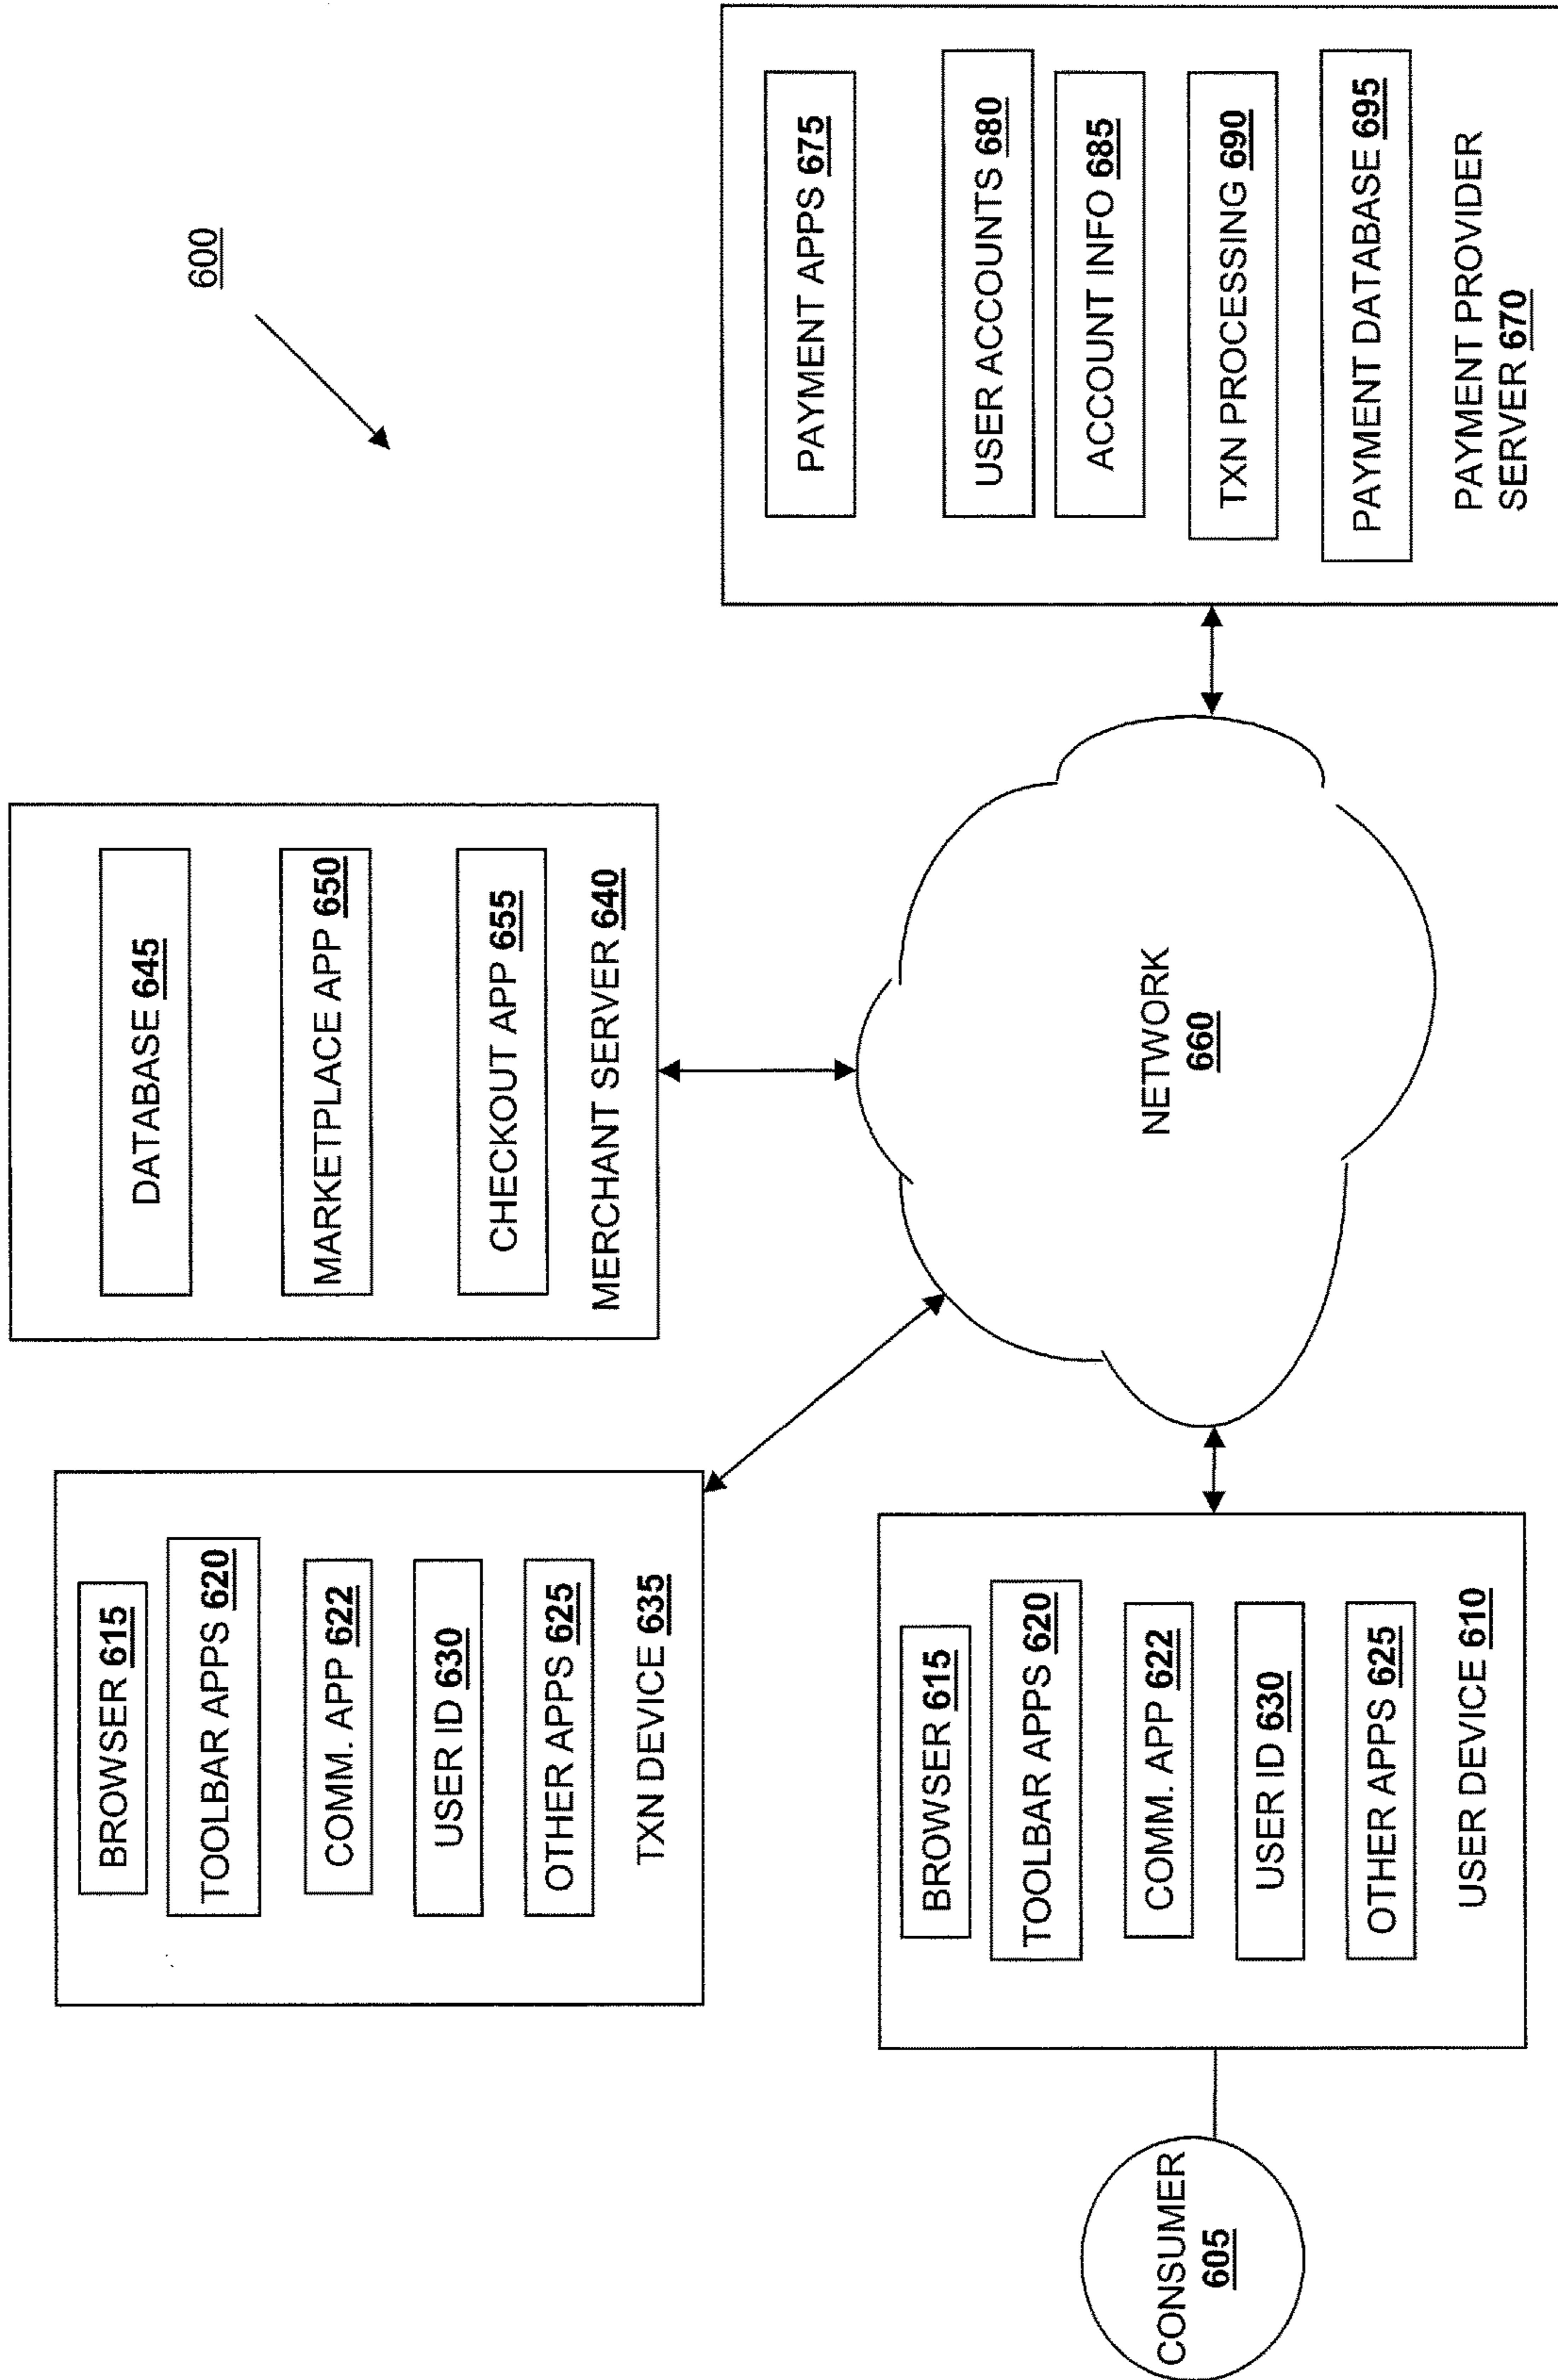 600
BROWSER 615
TOOLBAR APPS 620
COMM. APP 622
USER ID 630
OTHER APPS 625
TXN DEVICE 635
DATABASE 645
MARKETPLACE APP 650
CHECKOUT APP 655
MERCHANT SERVER 640
CONSUMER
605
BROWSER 615
TOOLBAR APPS 620
COMM. APP 622
USER ID 630
OTHER APPS 625
USER DEVICE 610
NETWORK
660
PAYMENT APPS 675
USER ACCOUNTS 680
ACCOUNT INFO 685
TXN PROCESSING 690
PAYMENT DATABASE 695
PAYMENT PROVIDER
SERVER 670